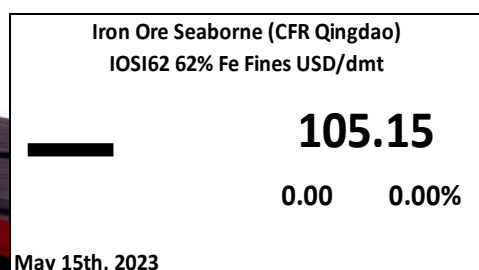 Iron Ore Seaborne (CFR Qingdao)
IOSI62 62% Fe Fines USD/dmt
105.15
0.00 0.00%
May 15th, 2023